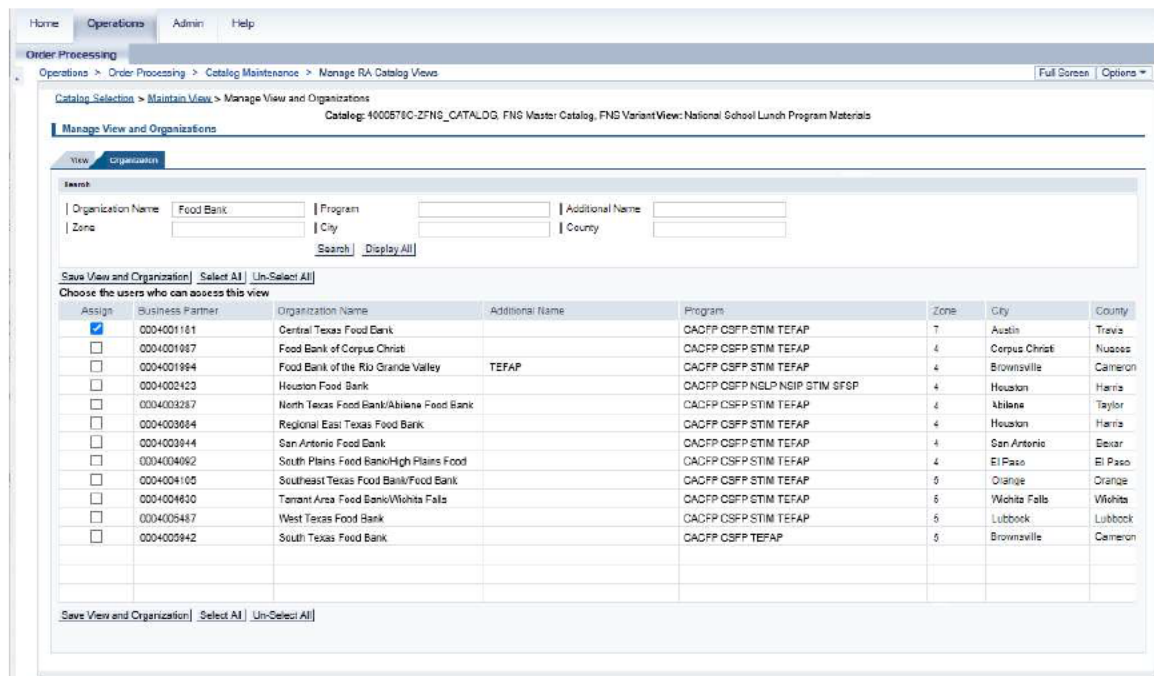 Home Operations Admin Help
Order Processing
Operations > Order Processing > Catalog Maintenance > Manage RA Catalog Views Full Screen Options
Catalog Selection > Maintain View > Manage View and Organizations
Catalog: 4000576C-ZFNS_CATALOG, FNS Master Catalog, FNS Variant View: National School Lunch Program Materials
Manage View and Organizations
View Organization
Search
Organization Name Food Bank Program Additional Name
Zone City County
Search Display All
Save View and Organization Select All Un-Select All
Choose the users who can access this view
Assign Business Partner Organization Name Additional Name Program Zone City County
0004001181 Central Texas Food Bank CACFP CSFP STIM TEFAP 7 Austin Travis
0004001987 Food Bank of Corpus Christi CACFP CSFP STIM TEFAP 4 Corpus Christi Nueces
0004001994 Food Bank of the Rio Grande Valley TEFAP CACFP CSFP STIM TEFAP 4 Brownsville Cameron
0004002423 Houston Food Bank CACFP CSFP NSLP NSIP STIM SFSP 4 Houston Harris
0004003287 North Texas Food Bank/Abilene Food Bank CACFP CSFP STIM TEFAP 4 Abilene Taylor
0004003684 Regional East Texas Food Bank CACFP CSFP STIM TEFAP 4 Houston Harris
0004003944 San Antonio Food Bank CACFP CSFP STIM TEFAP 4 San Antonio Bexar
0004004092 South Plains Food Bank/High Plains Food CACFP CSFP STIM TEFAP 4 El Paso El Paso
0004004105 Southeast Texas Food Bank/Food Bank CACFP CSFP STIM TEFAP 5 Orange Orange
0004004630 Tarrant Area Food Bank/Wichita Falls CACFP CSFP STIM TEFAP 5 Wichita Falls Wichita
0004005487 West Texas Food Bank CACFP CSFP STIM TEFAP 5 Lubbock Lubbock
0004005942 South Texas Food Bank CACFP CSFP TEFAP 5 Brownsville Cameron
Save View and Organization Select All Un-Select All